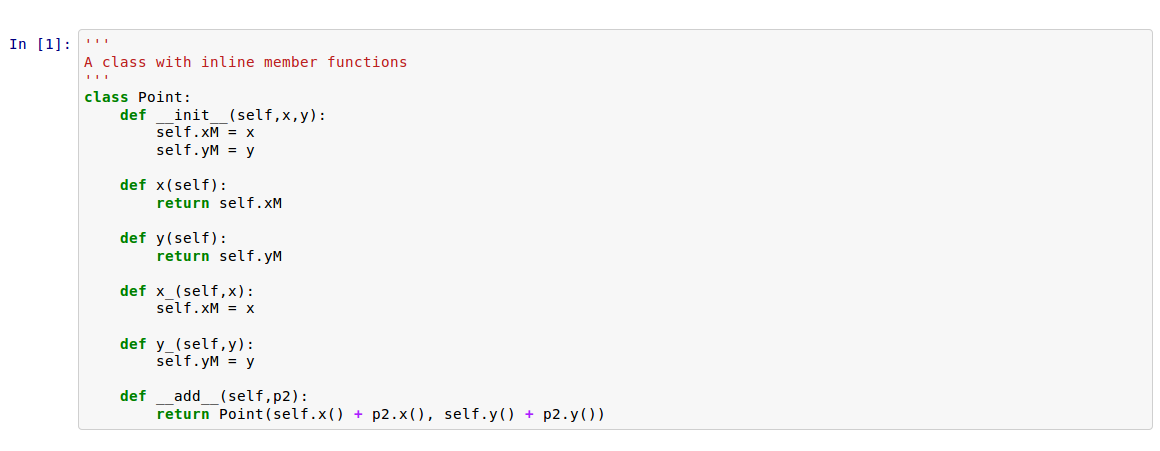 In [1]: '''
A class with inline member functions
'''
class Point:
    def __init__(self,x,y):
        self.xM = x
        self.yM = y

    def x(self):
        return self.xM

    def y(self):
        return self.yM

    def x_(self,x):
        self.xM = x

    def y_(self,y):
        self.yM = y

    def __add__(self,p2):
        return Point(self.x() + p2.x(), self.y() + p2.y())